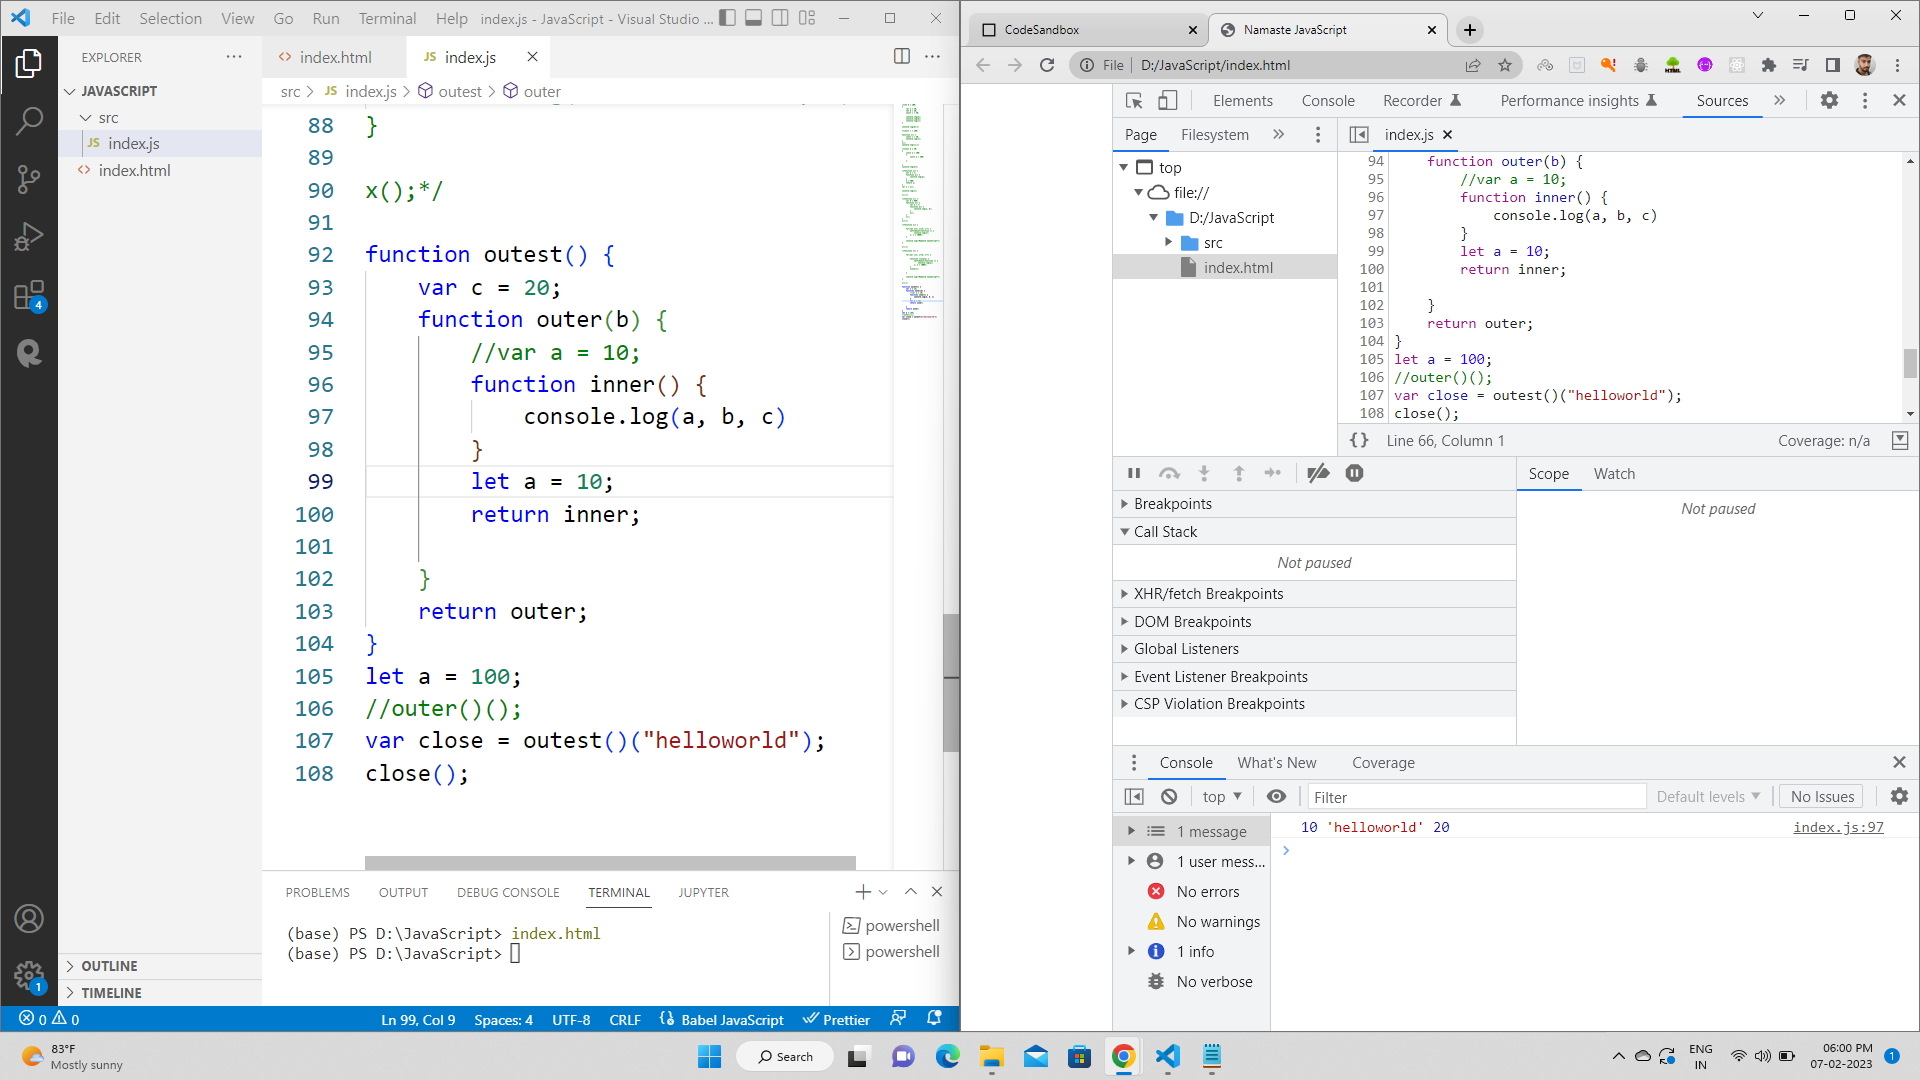 File Edit Selection View Go Run Terminal Help index.js - JavaScript - Visual Studio ...
EXPLORER
JAVASCRIPT
src
JS index.js
index.html
OUTLINE
TIMELINE
4
1
index.html
JS index.js
src > JS index.js > outest > outer
88 }
89
90 x();*/
91
92 function outest() {
93 var c = 20;
94 function outer(b) {
95 //var a = 10;
96 function inner() {
97 console.log(a, b, c)
98 }
99 let a = 10;
100 return inner;
101
102 }
103 return outer;
104 }
105 let a = 100;
106 //outer()();
107 var close = outest()("helloworld");
108 close();
PROBLEMS OUTPUT DEBUG CONSOLE TERMINAL JUPYTER
(base) PS D:\JavaScript> index.html
(base) PS D:\JavaScript>
powershell
powershell
0 0
Ln 99, Col 9 Spaces: 4 UTF-8 CRLF Babel JavaScript Prettier
CodeSandbox
Namaste JavaScript
File D:/JavaScript/index.html
Elements Console Recorder Performance insights Sources
Page Filesystem
top
file://
D:/JavaScript
src
index.html
index.js
94 function outer(b) {
95 //var a = 10;
96 function inner() {
97 console.log(a, b, c)
98 }
99 let a = 10;
100 return inner;
101
102 }
103 return outer;
104 }
105 let a = 100;
106 //outer()();
107 var close = outest()("helloworld");
108 close();
{} Line 66, Column 1 Coverage: n/a
Breakpoints
Call Stack
Not paused
XHR/fetch Breakpoints
DOM Breakpoints
Global Listeners
Event Listener Breakpoints
CSP Violation Breakpoints
Scope Watch
Not paused
Console What's New Coverage
top Filter Default levels No Issues
1 message
1 user mess...
No errors
No warnings
1 info
No verbose
10 'helloworld' 20 index.js:97
83°F
Mostly sunny
Search
ENG
IN
06:00 PM
07-02-2023
1